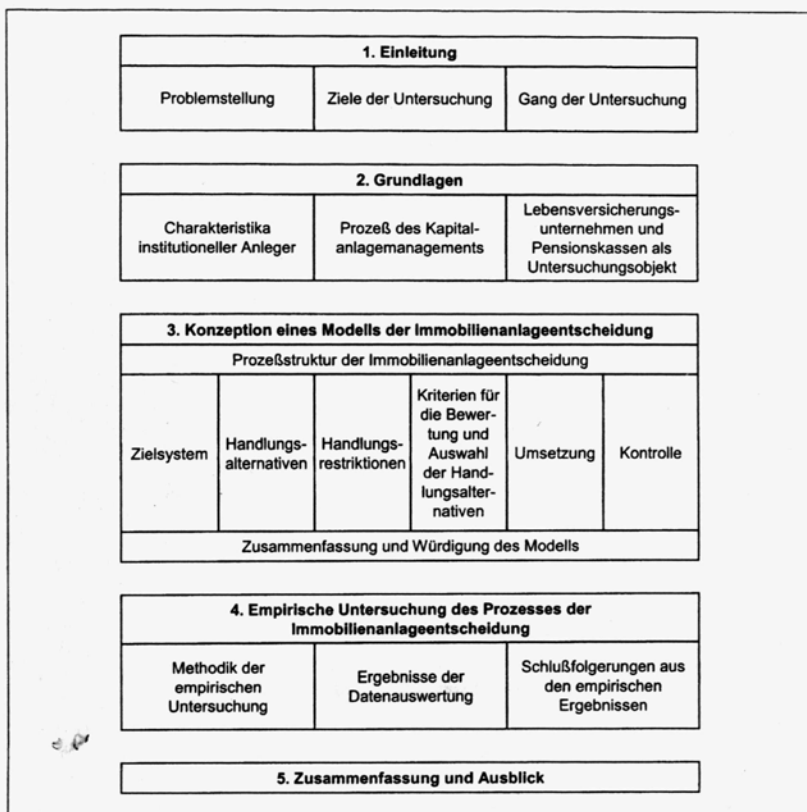 1. Einleitung
Problemstellung
Ziele der Untersuchung
Gang der Untersuchung
2. Grundlagen
Charakteristika
institutioneller Anleger
Prozeß des Kapital-
anlagemanagements
Lebensversicherungs-
unternehmen und
Pensionskassen als
Untersuchungsobjekt
3. Konzeption eines Modells der Immobilienanlageentscheidung
Prozeßstruktur der Immobilienanlageentscheidung
Zielsystem
Handlungs-
alternativen
Handlungs-
restriktionen
Kriterien für
die Bewer-
tung und
Auswahl
der Hand-
lungsalter-
nativen
Umsetzung
Kontrolle
Zusammenfassung und Würdigung des Modells
4. Empirische Untersuchung des Prozesses der
Immobilienanlageentscheidung
Methodik der
empirischen
Untersuchung
Ergebnisse der
Datenauswertung
Schlußfolgerungen aus
den empirischen
Ergebnissen
5. Zusammenfassung und Ausblick